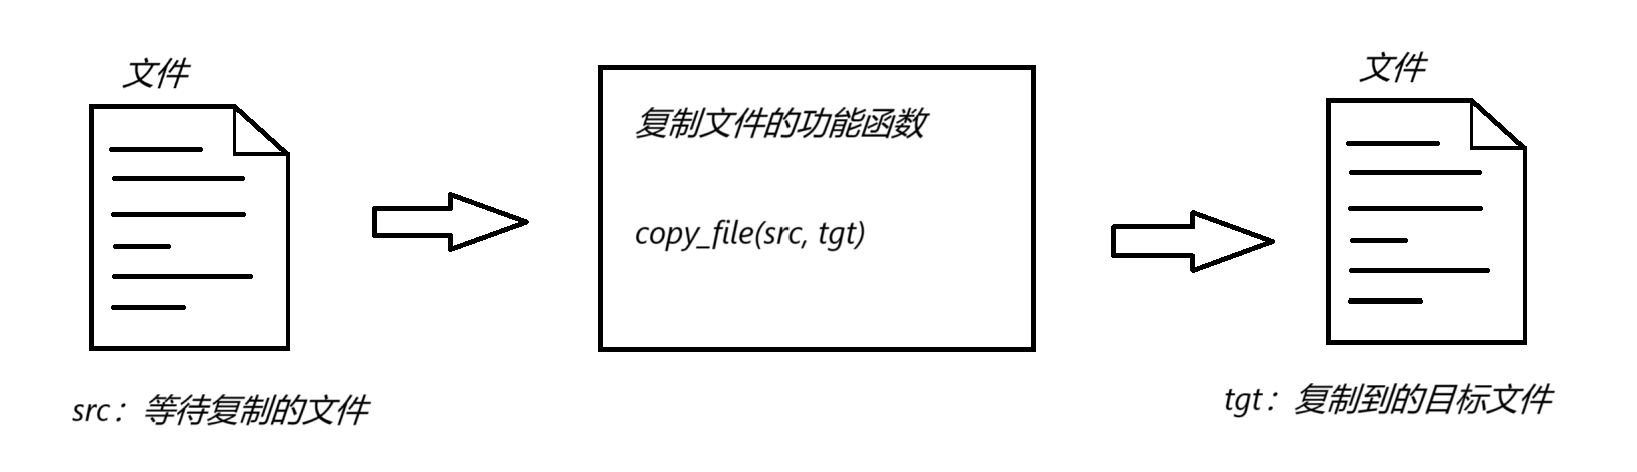 文件
src：等待复制的文件
复制文件的功能函数
copy_file(src, tgt)
文件
tgt：复制到的目标文件